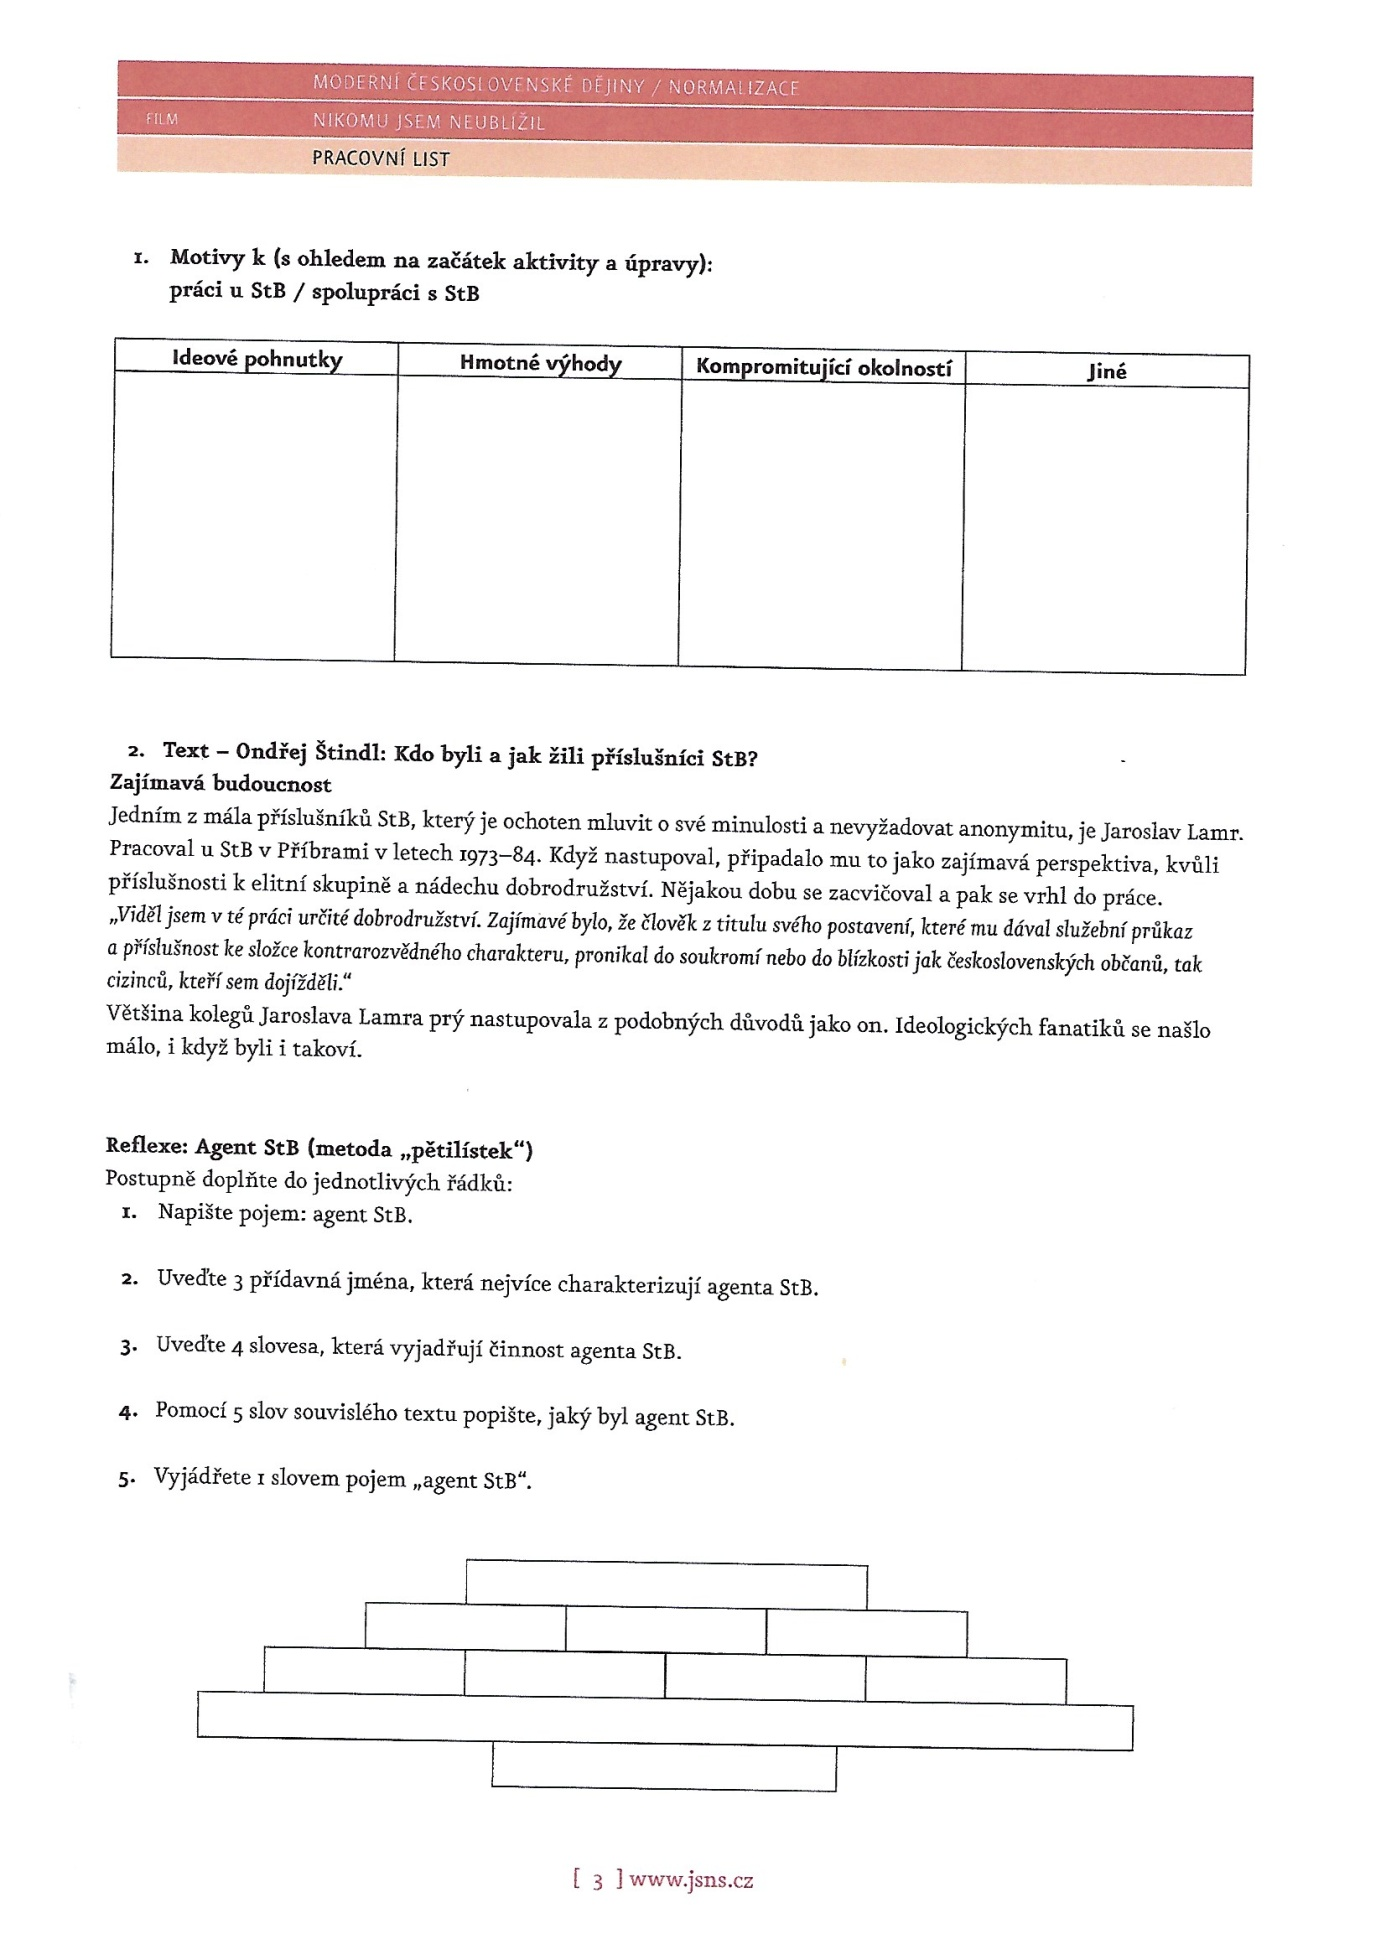 MODERNÍ ČESKOSLOVENSKÉ DĚJINY / NORMALIZACE
FILM NIKOMU JSEM NEUBLÍŽIL
PRACOVNÍ LIST
1. Motivy k (s ohledem na začátek aktivity a úpravy):
práci u StB / spolupráci s StB
Ideové pohnutky Hmotné výhody Kompromitující okolností Jiné
2. Text – Ondřej Štindl: Kdo byli a jak žili příslušníci StB?
Zajímavá budoucnost
Jedním z mála příslušníků StB, který je ochoten mluvit o své minulosti a nevyžadovat anonymitu, je Jaroslav Lamr.
Pracoval u StB v Příbrami v letech 1973–84. Když nastupoval, připadalo mu to jako zajímavá perspektiva, kvůli
příslušnosti k elitní skupině a nádechu dobrodružství. Nějakou dobu se zacvičoval a pak se vrhl do práce.
„Viděl jsem v té práci určité dobrodružství. Zajímavé bylo, že člověk z titulu svého postavení, které mu dával služební průkaz
a příslušnost ke složce kontrarozvědného charakteru, pronikal do soukromí nebo do blízkosti jak československých občanů, tak
cizinců, kteří sem dojížděli.“
Většina kolegů Jaroslava Lamra prý nastupovala z podobných důvodů jako on. Ideologických fanatiků se našlo
málo, i když byli i takoví.
Reflexe: Agent StB (metoda „pětilístek“)
Postupně doplňte do jednotlivých řádků:
1. Napište pojem: agent StB.
2. Uveďte 3 přídavná jména, která nejvíce charakterizují agenta StB.
3. Uveďte 4 slovesa, která vyjadřují činnost agenta StB.
4. Pomocí 5 slov souvislého textu popište, jaký byl agent StB.
5. Vyjádřete 1 slovem pojem „agent StB“.
[ 3 ] www.jsns.cz